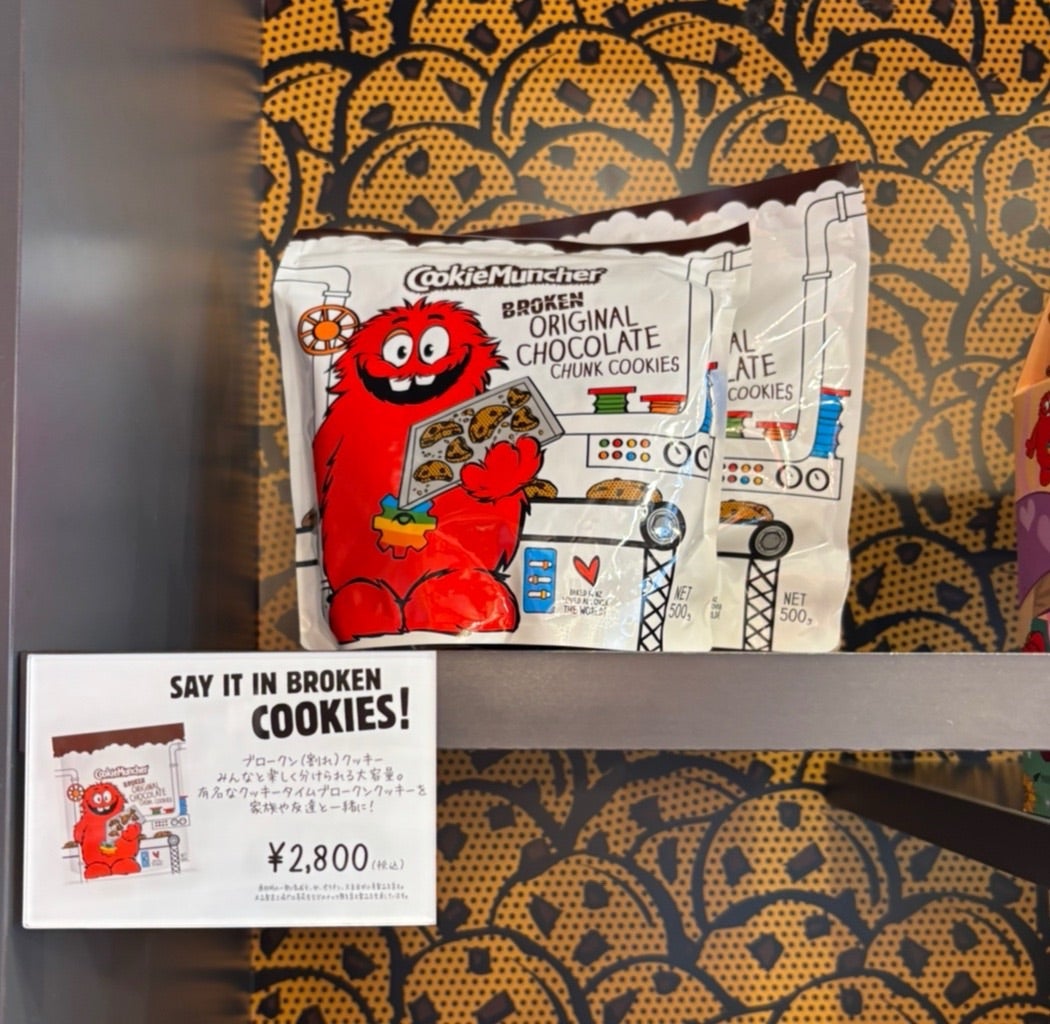 CookieMuncher
BROKEN
ORIGINAL
CHOCOLATE
CHUNK COOKIES
THE WORLD!
NET
500g
AL
LATE
COOKIES
NET
500g
SAY IT IN BROKEN
COOKIES!
CookieMuncher
BROKEN
ORIGINAL
CHOCOLATE
CHUNK COOKIES
ブロークン(割れ)クッキー
みんなと楽しく分けられる大容量。
有名なクッキータイムブロークンクッキーを
家族や友達と一緒に!
¥2,800(税込)